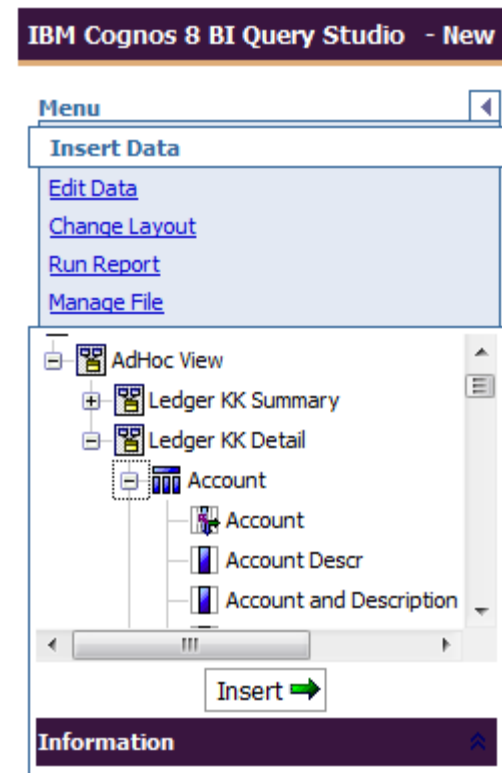 IBM Cognos 8 BI Query Studio - New
Menu
Insert Data
Edit Data
Change Layout
Run Report
Manage File
AdHoc View
Ledger KK Summary
Ledger KK Detail
Account
Account
Account Descr
Account and Description
Insert
Information